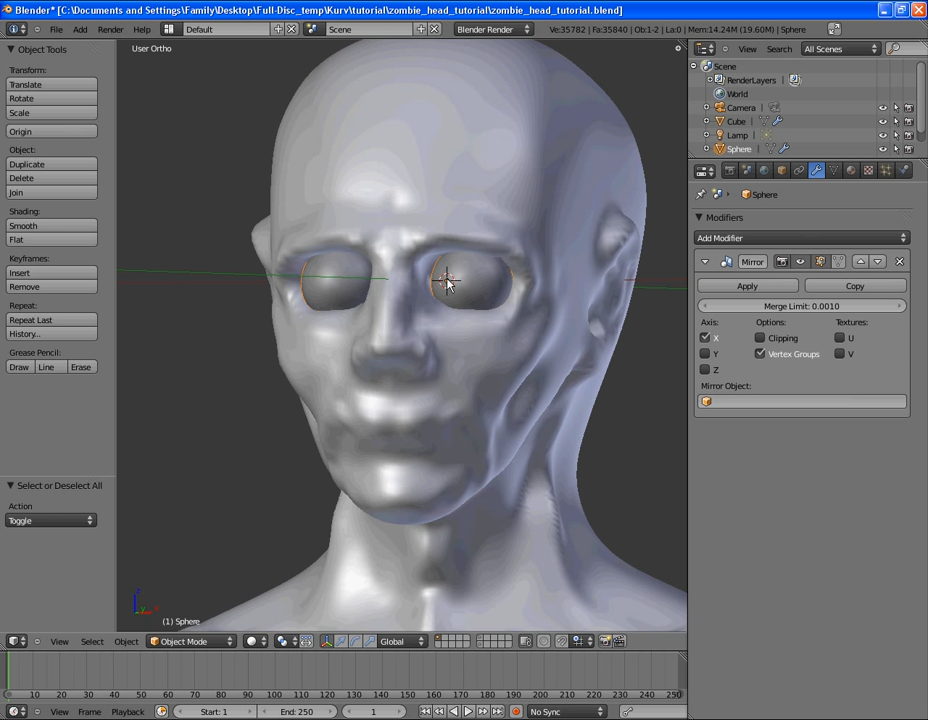 Blender* [C:\Documents and Settings\Family\Desktop\Full-Disc_temp\Kurv\tutorial\zombie_head_tutorial\zombie_head_tutorial.blend]
File Add Render Help Default Scene Blender Render Ve:35782 | Fa:35840 | Ob:1-2 | La:0 | Mem:14.24M (19.60M) | Sphere
Object Tools
Transform:
Translate
Rotate
Scale
Origin
Object:
Duplicate
Delete
Join
Shading:
Smooth
Flat
Keyframes:
Insert
Remove
Repeat:
Repeat Last
History...
Grease Pencil:
Draw Line Erase
Select or Deselect All
Action
Toggle
User Ortho
(1) Sphere
View Search All Scenes
Scene
RenderLayers
World
Camera
Cube
Lamp
Sphere
Sphere
Modifiers
Add Modifier
Mirror
Apply Copy
Merge Limit: 0.0010
Axis: Options: Textures:
X Clipping U
Y Vertex Groups V
Z
Mirror Object:
View Select Object Object Mode Global
0 10 20 30 40 50 60 70 80 90 100 110 120 130 140 150 160 170 180 190 200 210 220 230 240 250
View Frame Playback Start: 1 End: 250 1 No Sync